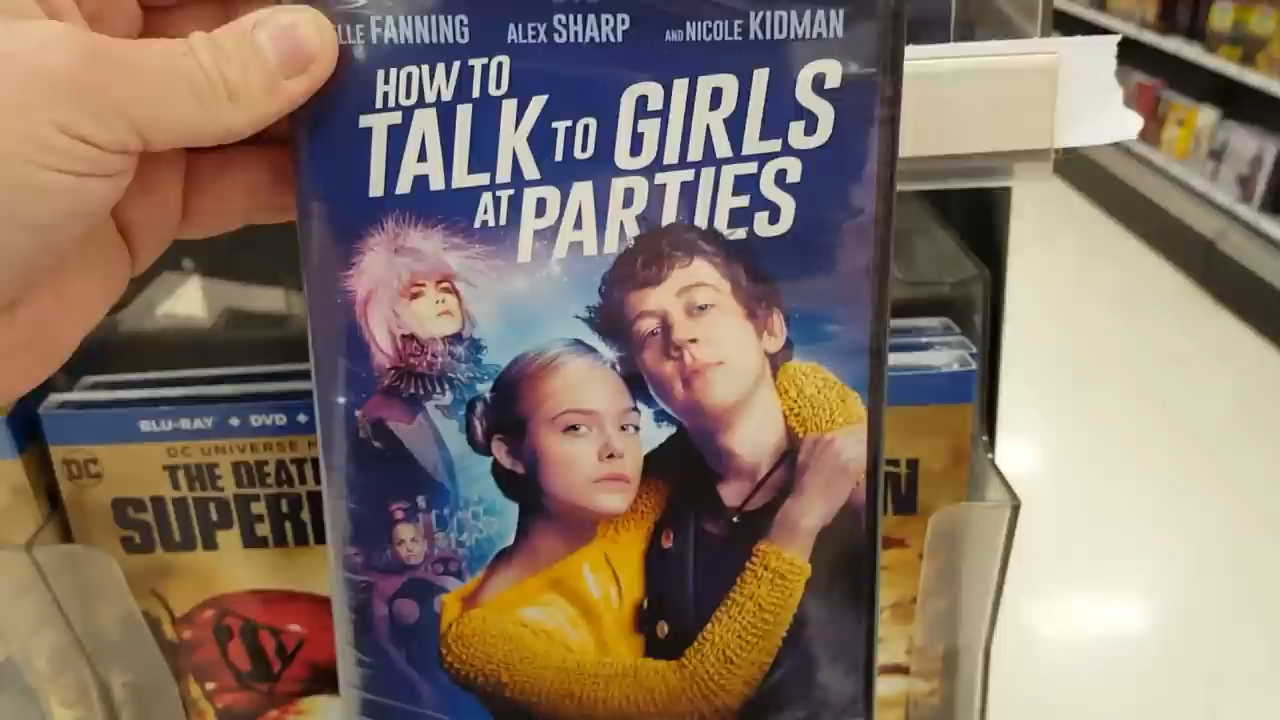 LLE FANNING ALEX SHARP AND NICOLE KIDMAN
HOW TO
TALK TO GIRLS
AT PARTIES
BLU-RAY + DVD +
DC UNIVERSE
DC
THE DEAT
SUPER
N